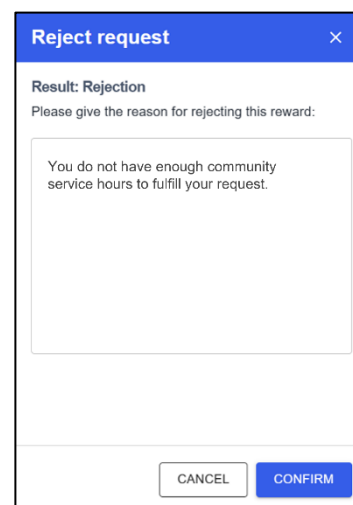 Reject request
Result: Rejection
Please give the reason for rejecting this reward:
You do not have enough community
service hours to fulfill your request.
CANCEL
CONFIRM